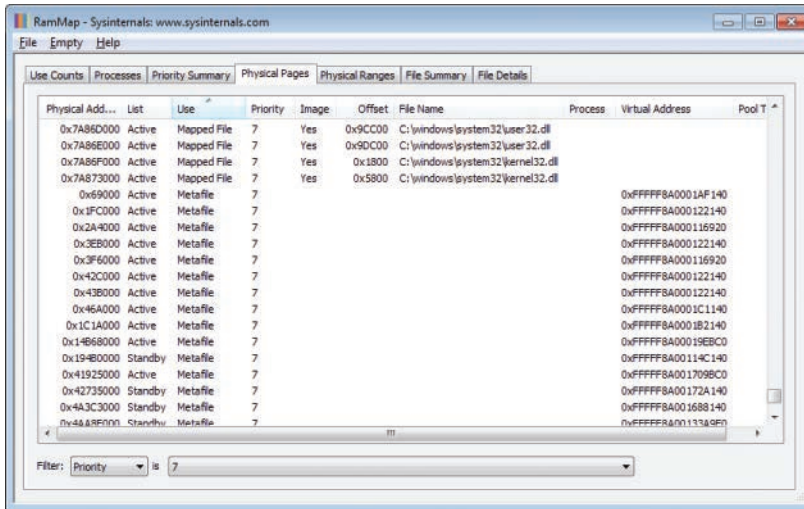 RamMap - Sysinternals: www.sysinternals.com
File Empty Help
Use Counts Processes Priority Summary Physical Pages Physical Ranges File Summary File Details
Physical Add... List Use Priority Image Offset File Name Process Virtual Address Pool T
0x7A86D000 Active Mapped File 7 Yes 0x9CC00 C:\windows\system32\user32.dll
0x7A86E000 Active Mapped File 7 Yes 0x9DC00 C:\windows\system32\user32.dll
0x7A86F000 Active Mapped File 7 Yes 0x1800 C:\windows\system32\kernel32.dll
0x7A873000 Active Mapped File 7 Yes 0x5800 C:\windows\system32\kernel32.dll
0x69000 Active Metafile 7 0xFFFFF8A0001AF140
0x1FC000 Active Metafile 7 0xFFFFF8A000122140
0x2A4000 Active Metafile 7 0xFFFFF8A000116920
0x3EB000 Active Metafile 7 0xFFFFF8A000122140
0x3F6000 Active Metafile 7 0xFFFFF8A000116920
0x42C000 Active Metafile 7 0xFFFFF8A000122140
0x43B000 Active Metafile 7 0xFFFFF8A000122140
0x46A000 Active Metafile 7 0xFFFFF8A0001C1140
0x1C1A000 Active Metafile 7 0xFFFFF8A0001B2140
0x14B68000 Active Metafile 7 0xFFFFF8A00019EBC0
0x194B0000 Standby Metafile 7 0xFFFFF8A00114C140
0x41925000 Active Metafile 7 0xFFFFF8A001709BC0
0x42735000 Standby Metafile 7 0xFFFFF8A00172A140
0x4A3C3000 Standby Metafile 7 0xFFFFF8A001688140
0x4AA8F000 Standby Metafile 7 0xFFFFF8A00133A9E0
Filter: Priority is 7